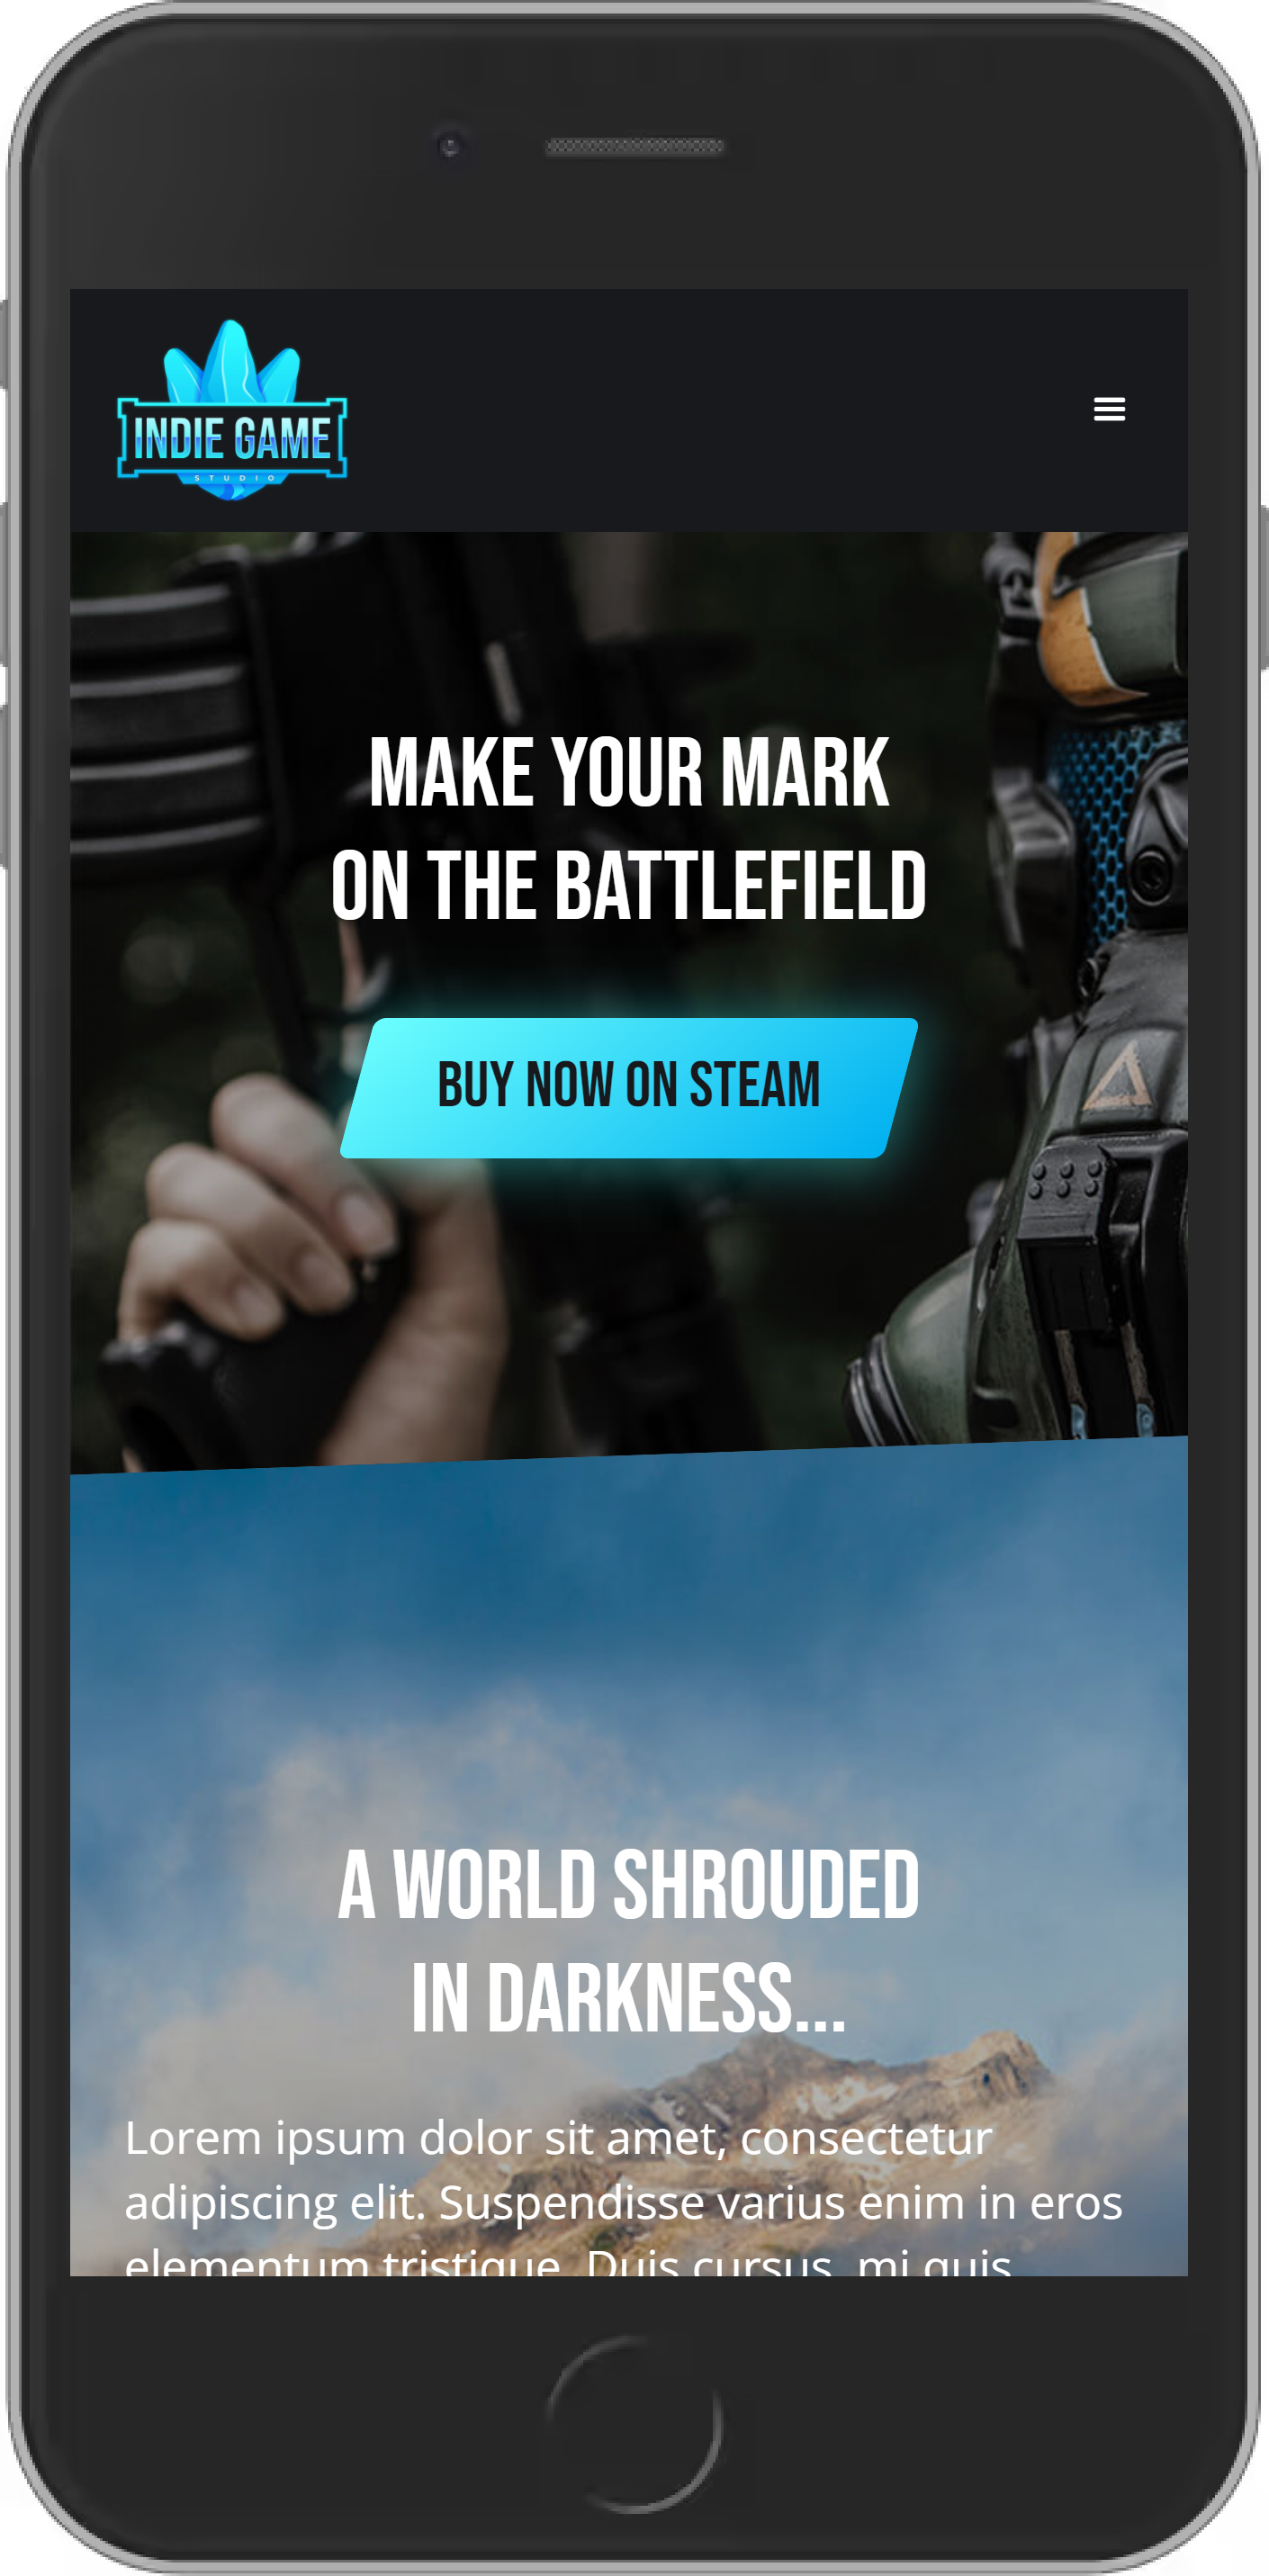 INDIE GAME
STUDIO
MAKE YOUR MARK
ON THE BATTLEFIELD
BUY NOW ON STEAM
A WORLD SHROUDED
IN DARKNESS...
Lorem ipsum dolor sit amet, consectetur
adipiscing elit. Suspendisse varius enim in eros
elementum tristique. Duis cursus, mi quis